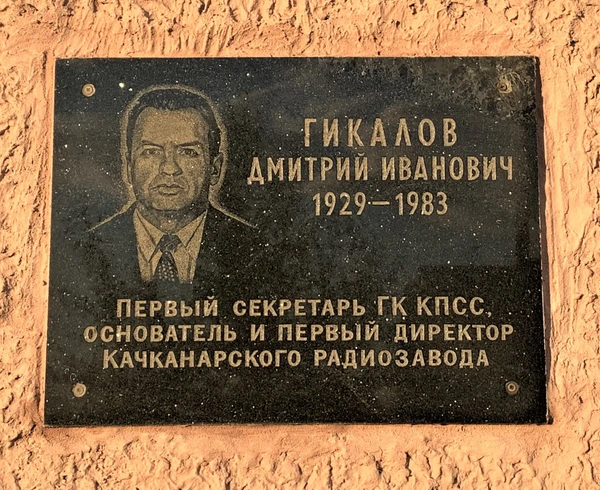 ГИКАЛОВ
ДМИТРИЙ ИВАНОВИЧ
1929—1983
ПЕРВЫЙ СЕКРЕТАРЬ ГК КПСС,
ОСНОВАТЕЛЬ И ПЕРВЫЙ ДИРЕКТОР
КАЧКАНАРСКОГО РАДИОЗАВОДА